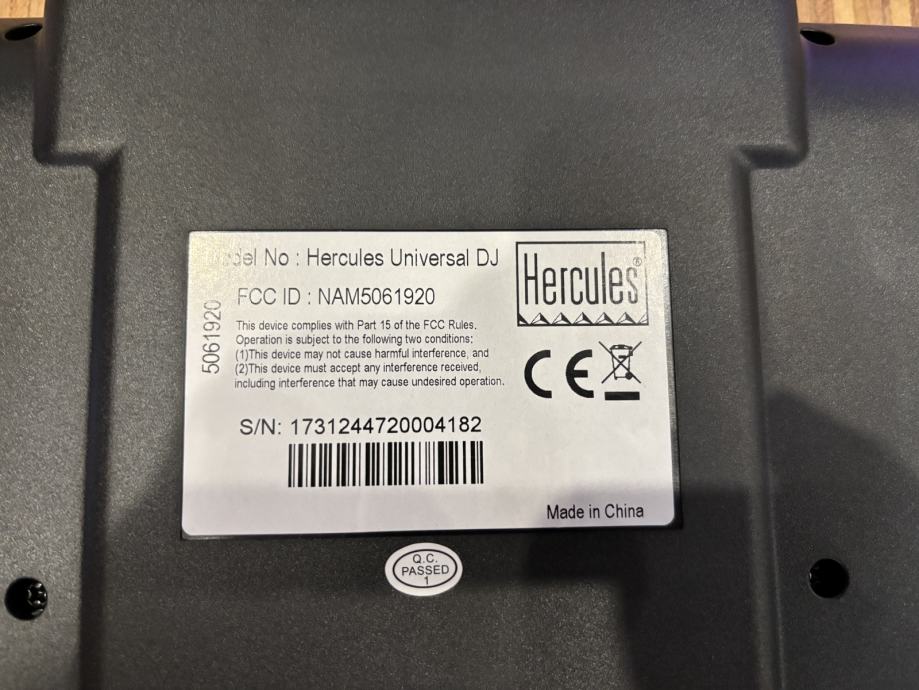 del No : Hercules Universal DJ
Hercules®
FCC ID : NAM5061920
5061920
This device complies with Part 15 of the FCC Rules.
Operation is subject to the following two conditions:
(1)This device may not cause harmful interference, and
(2)This device must accept any interference received,
including interference that may cause undesired operation.
CE
S/N: 1731244720004182
Made in China
Q.C.
PASSED
1